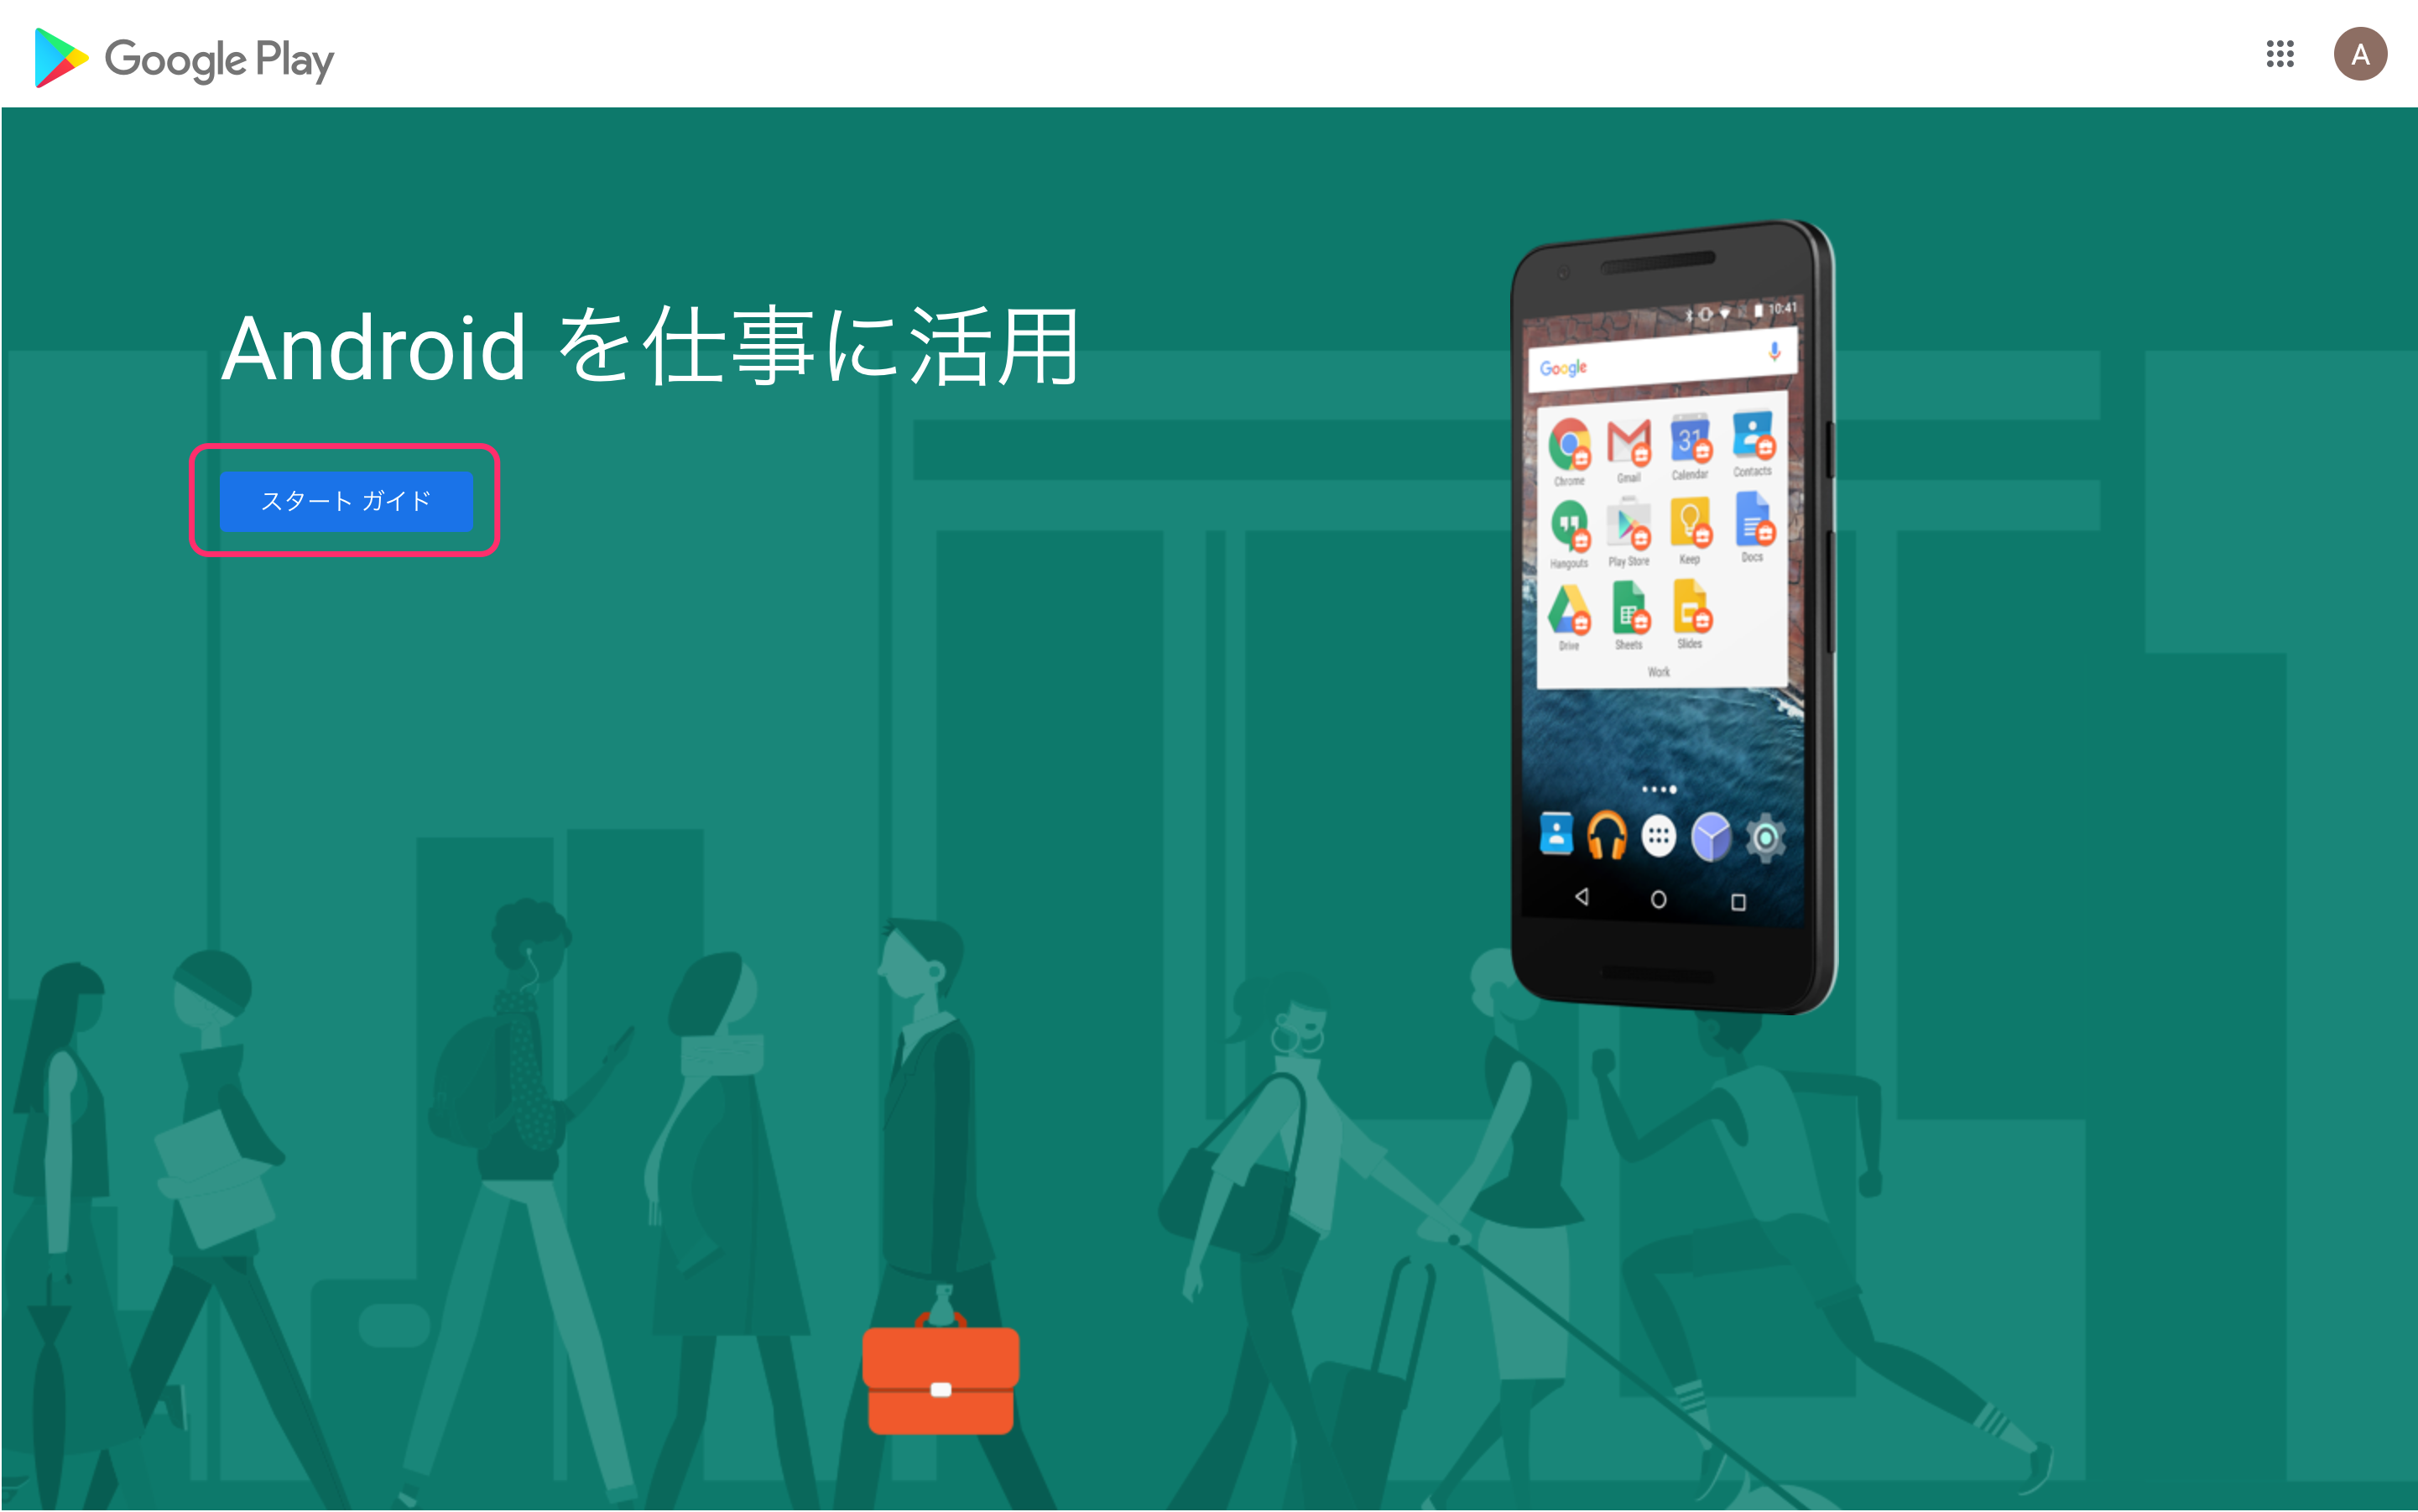 Google Play
A
Android を仕事に活用
スタート ガイド
10:41
Google
31
Chrome
Gmail
Calendar
Contacts
Hangouts
Play Store
Keep
Docs
Drive
Sheets
Slides
Work